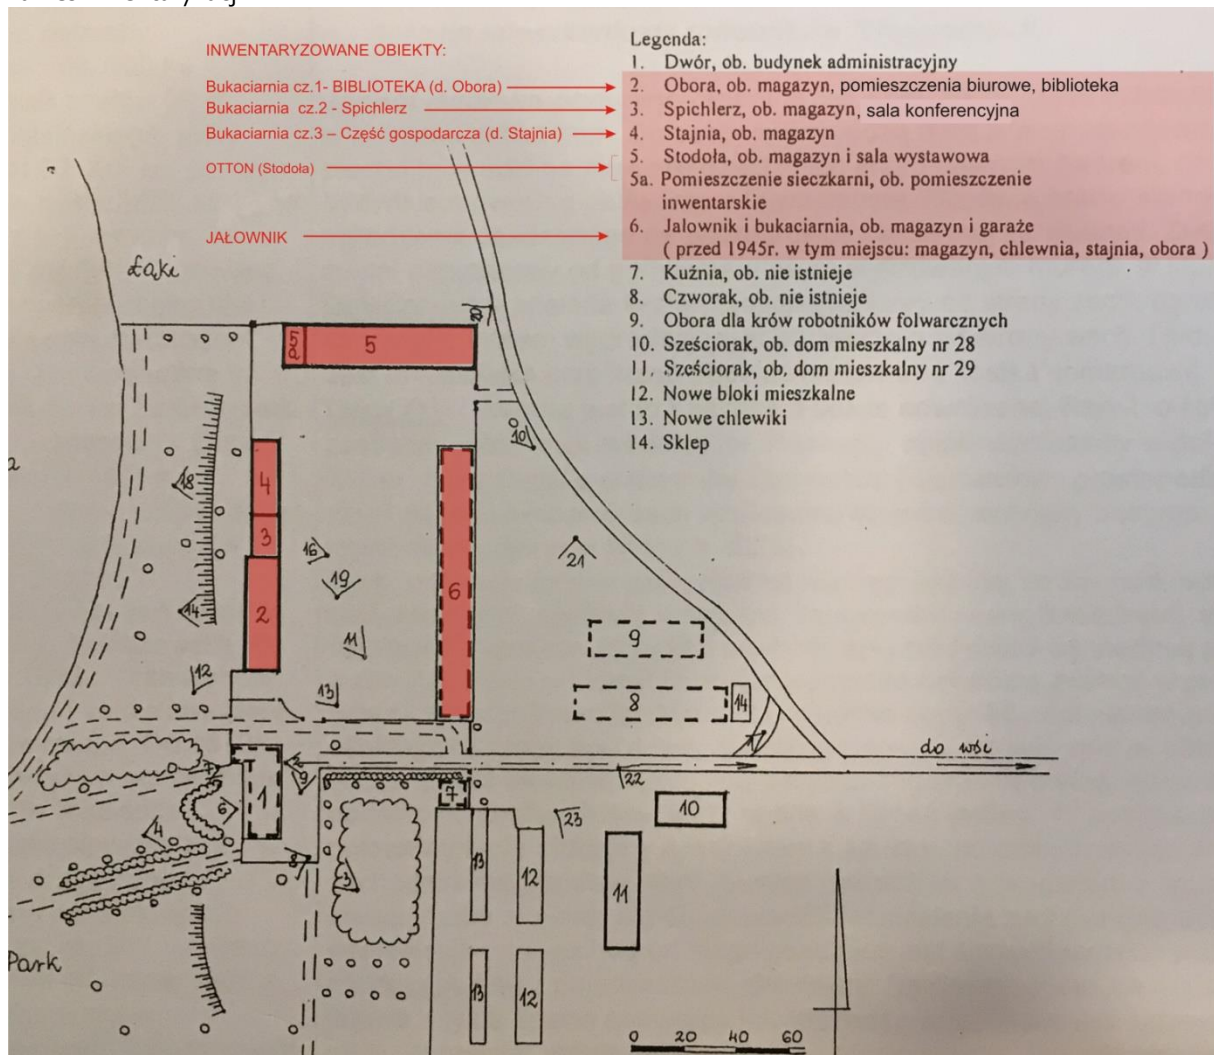 INWENTARYZOWANE OBIEKTY:
Bukaciarnia cz.1- BIBLIOTEKA (d. Obora)
Bukaciarnia cz.2 - Spichlerz
Bukaciarnia cz.3 – Część gospodarcza (d. Stajnia)
OTTON (Stodoła)
JAŁOWNIK
Legenda:
1. Dwór, ob. budynek administracyjny
2. Obora, ob. magazyn, pomieszczenia biurowe, biblioteka
3. Spichlerz, ob. magazyn, sala konferencyjna
4. Stajnia, ob. magazyn
5. Stodoła, ob. magazyn i sala wystawowa
5a. Pomieszczenie sieczkarni, ob. pomieszczenie
inwentarskie
6. Jałownik i bukaciarnia, ob. magazyn i garaże
( przed 1945r. w tym miejscu: magazyn, chlewnia, stajnia, obora )
7. Kuźnia, ob. nie istnieje
8. Czworak, ob. nie istnieje
9. Obora dla krów robotników folwarcznych
10. Sześciorak, ob. dom mieszkalny nr 28
11. Sześciorak, ob. dom mieszkalny nr 29
12. Nowe bloki mieszkalne
13. Nowe chlewiki
14. Sklep
Łąki
20
5a
5
10
18
4
3
16
21
19
6
14
2
9
11
12
13
8
14
do wsi
9
22
1
7
6
10
23
4
8
13
12
11
Park
13
12
0 20 40 60